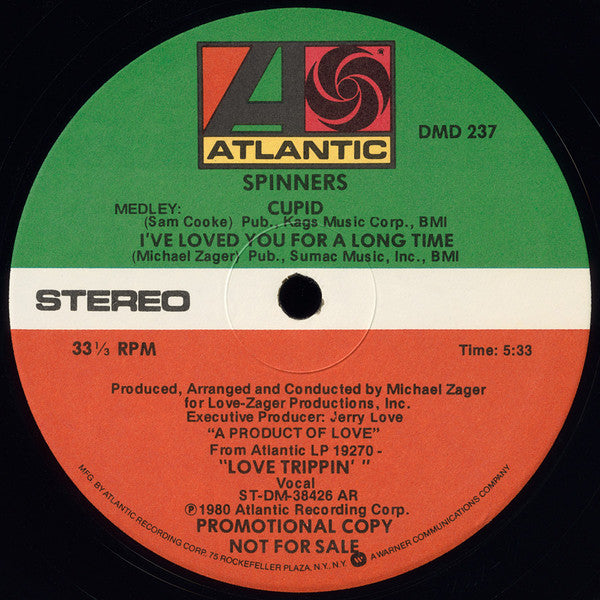 ATLANTIC
DMD 237
SPINNERS
MEDLEY: CUPID
(Sam Cooke) Pub., Kags Music Corp., BMI
I'VE LOVED YOU FOR A LONG TIME
(Michael Zager) Pub., Sumac Music, Inc., BMI
STEREO
33 1/3 RPM
Time: 5:33
Produced, Arranged and Conducted by Michael Zager
for Love-Zager Productions, Inc.
Executive Producer: Jerry Love
"A PRODUCT OF LOVE"
From Atlantic LP 19270 -
"LOVE TRIPPIN' "
Vocal
ST-DM-38426 AR
℗1980 Atlantic Recording Corp.
PROMOTIONAL COPY
NOT FOR SALE
MFG. BY ATLANTIC RECORDING CORP. 75 ROCKEFELLER PLAZA, N.Y. N.Y. A WARNER COMMUNICATIONS COMPANY